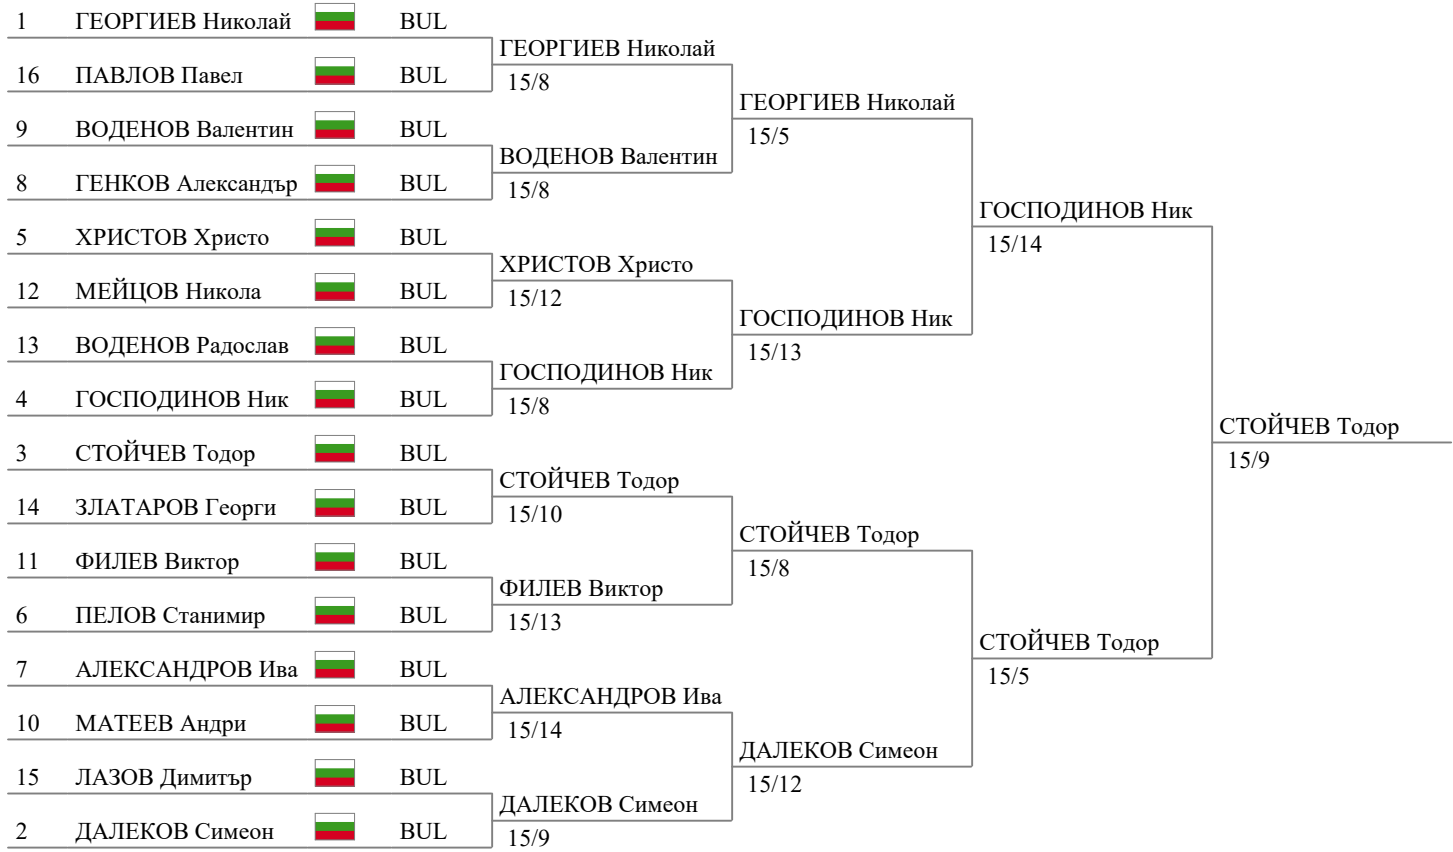 1 ГЕОРГИЕВ Николай BUL
ГЕОРГИЕВ Николай
16 ПАВЛОВ Павел BUL
15/8
ГЕОРГИЕВ Николай
9 ВОДЕНОВ Валентин BUL
15/5
ВОДЕНОВ Валентин
8 ГЕНКОВ Александър BUL
15/8
ГОСПОДИНОВ Ник
5 ХРИСТОВ Христо BUL
15/14
ХРИСТОВ Христо
12 МЕЙЦОВ Никола BUL
15/12
ГОСПОДИНОВ Ник
13 ВОДЕНОВ Радослав BUL
15/13
ГОСПОДИНОВ Ник
4 ГОСПОДИНОВ Ник BUL
15/8
СТОЙЧЕВ Тодор
3 СТОЙЧЕВ Тодор BUL
15/9
СТОЙЧЕВ Тодор
14 ЗЛАТАРОВ Георги BUL
15/10
СТОЙЧЕВ Тодор
11 ФИЛЕВ Виктор BUL
15/8
ФИЛЕВ Виктор
6 ПЕЛОВ Станимир BUL
15/13
СТОЙЧЕВ Тодор
7 АЛЕКСАНДРОВ Ива BUL
15/5
АЛЕКСАНДРОВ Ива
10 МАТЕЕВ Андри BUL
15/14
ДАЛЕКОВ Симеон
15 ЛАЗОВ Димитър BUL
15/12
ДАЛЕКОВ Симеон
2 ДАЛЕКОВ Симеон BUL
15/9